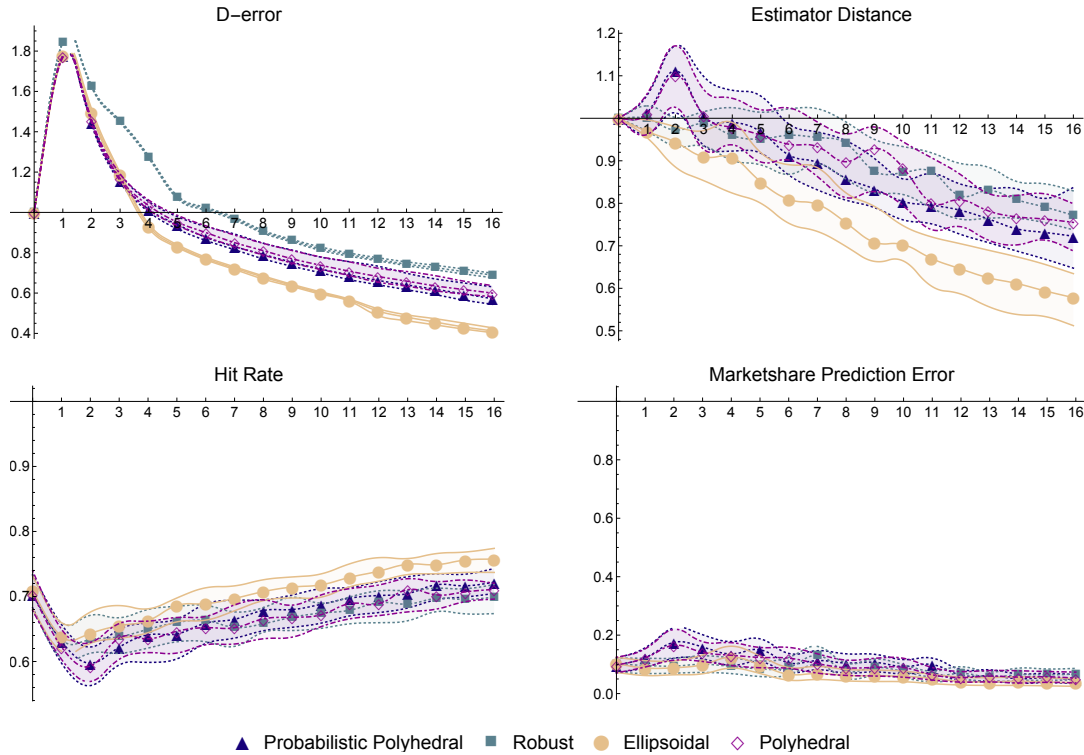 D-error
1.8
1.6
1.4
1.2
0.8
0.6
0.4
1 2 3 4 5 6 7 8 9 10 11 12 13 14 15 16
Estimator Distance
1.2
1.1
0.9
0.8
0.7
0.6
0.5
1 2 3 4 5 6 7 8 9 10 11 12 13 14 15 16
Hit Rate
1 2 3 4 5 6 7 8 9 10 11 12 13 14 15 16
0.9
0.8
0.7
0.6
Marketshare Prediction Error
1 2 3 4 5 6 7 8 9 10 11 12 13 14 15 16
0.8
0.6
0.4
0.2
0.0
Probabilistic Polyhedral Robust Ellipsoidal Polyhedral